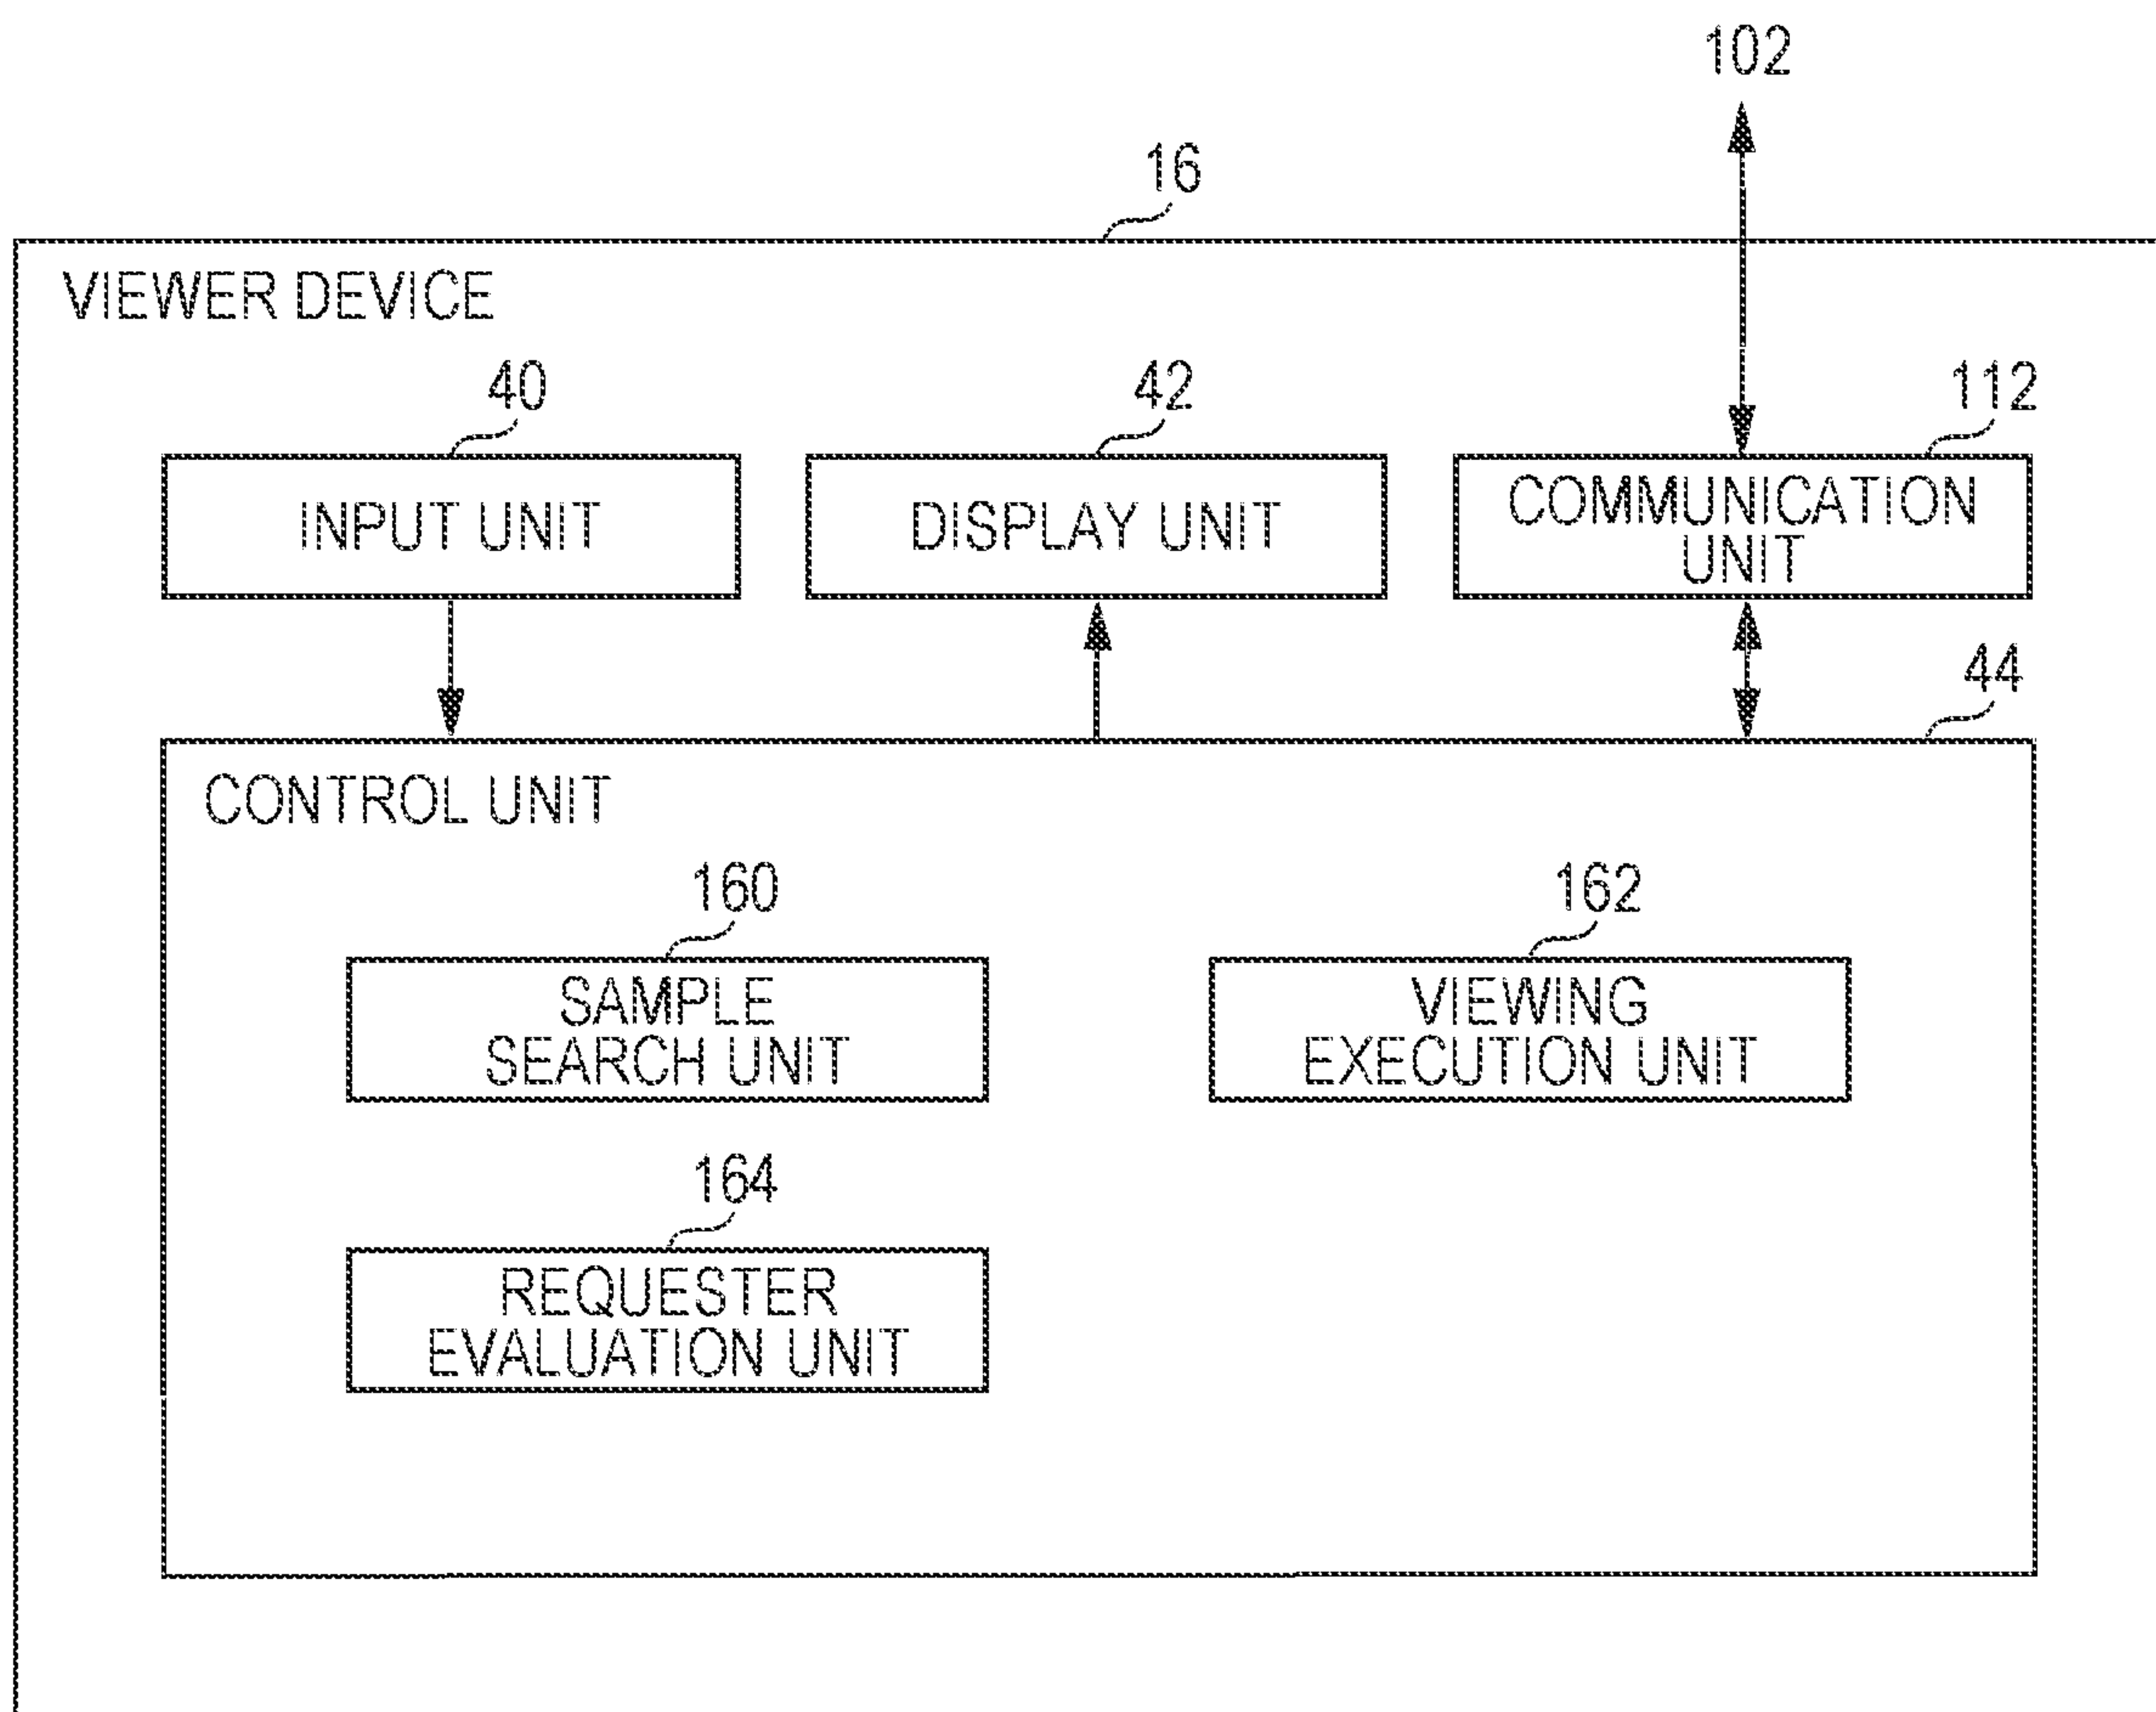 102
16
VIEWER DEVICE
40
42
112
INPUT UNIT
DISPLAY UNIT
COMMUNICATION
UNIT
44
CONTROL UNIT
160
162
SAMPLE
SEARCH UNIT
VIEWING
EXECUTION UNIT
164
REQUESTER
EVALUATION UNIT